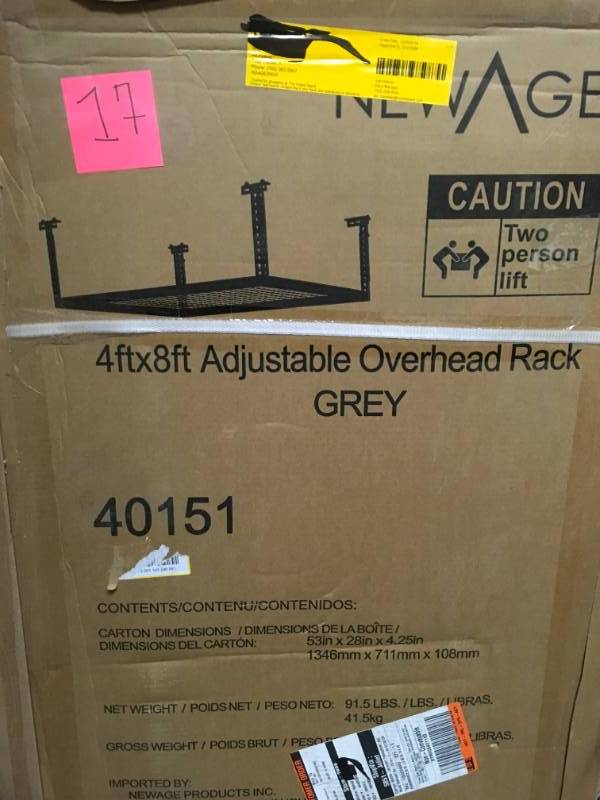 17
NEWAGE
CAUTION
Two
person
lift
4ftx8ft Adjustable Overhead Rack
GREY
40151
CONTENTS/CONTENU/CONTENIDOS:
CARTON DIMENSIONS / DIMENSIONS DE LA BOÎTE /
DIMENSIONS DEL CARTÓN: 53in x 28in x 4.25in
1346mm x 711mm x 108mm
NET WEIGHT / POIDS NET / PESO NETO: 91.5 LBS. / LBS. / LIBRAS.
41.5kg
GROSS WEIGHT / POIDS BRUT / PESO
LIBRAS.
IMPORTED BY:
NEWAGE PRODUCTS INC.